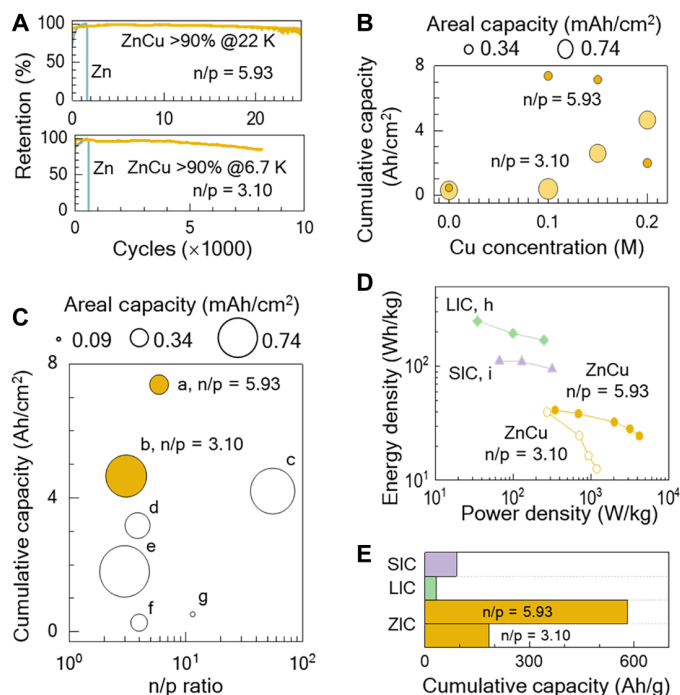 A
Retention (%)
100
50
0
ZnCu >90% @22 K
Zn
n/p = 5.93
0
20
100
50
0
Zn
ZnCu >90% @6.7 K
n/p = 3.10
0
5
10
Cycles (×1000)
B
Areal capacity (mAh/cm²)
0.34
0.74
Cumulative capacity
(Ah/cm²)
8
4
0
n/p = 5.93
n/p = 3.10
0.0
0.1
0.2
Cu concentration (M)
C
Areal capacity (mAh/cm²)
0.09
0.34
0.74
Cumulative capacity (Ah/cm²)
8
4
0
a, n/p = 5.93
b, n/p = 3.10
c
d
e
f
g
10⁰
10¹
10²
n/p ratio
D
Energy density (Wh/kg)
10²
10¹
LIC, h
SIC, i
ZnCu
n/p = 5.93
ZnCu
n/p = 3.10
10¹
10²
10³
10⁴
Power density (W/kg)
E
SIC
LIC
ZIC
n/p = 5.93
n/p = 3.10
0
300
600
Cumulative capacity (Ah/g)